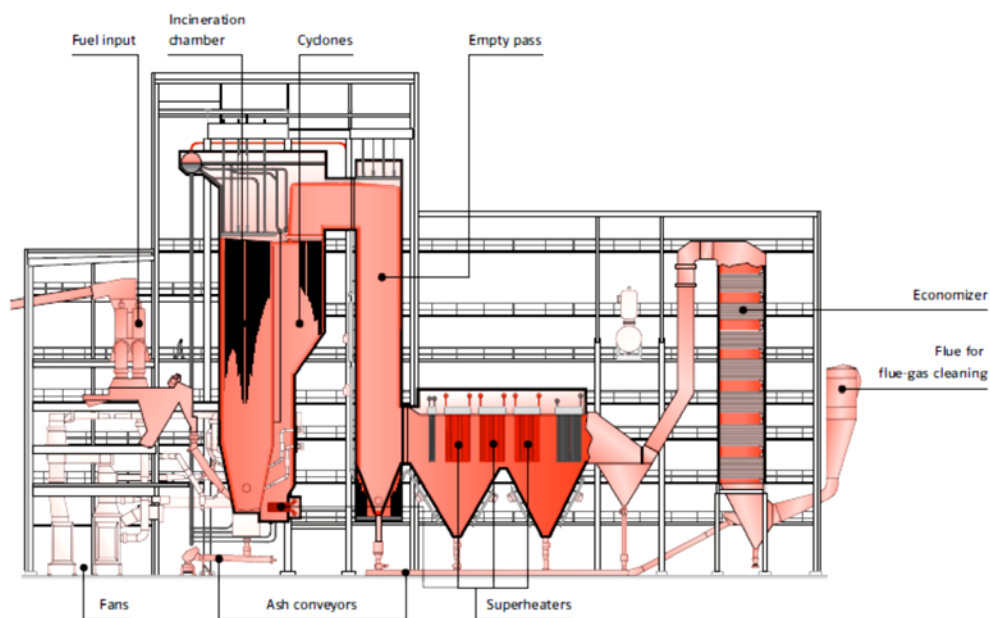 Incineration
chamber
Fuel input
Cyclones
Empty pass
Economizer
Flue for
flue-gas cleaning
Fans
Ash conveyors
Superheaters